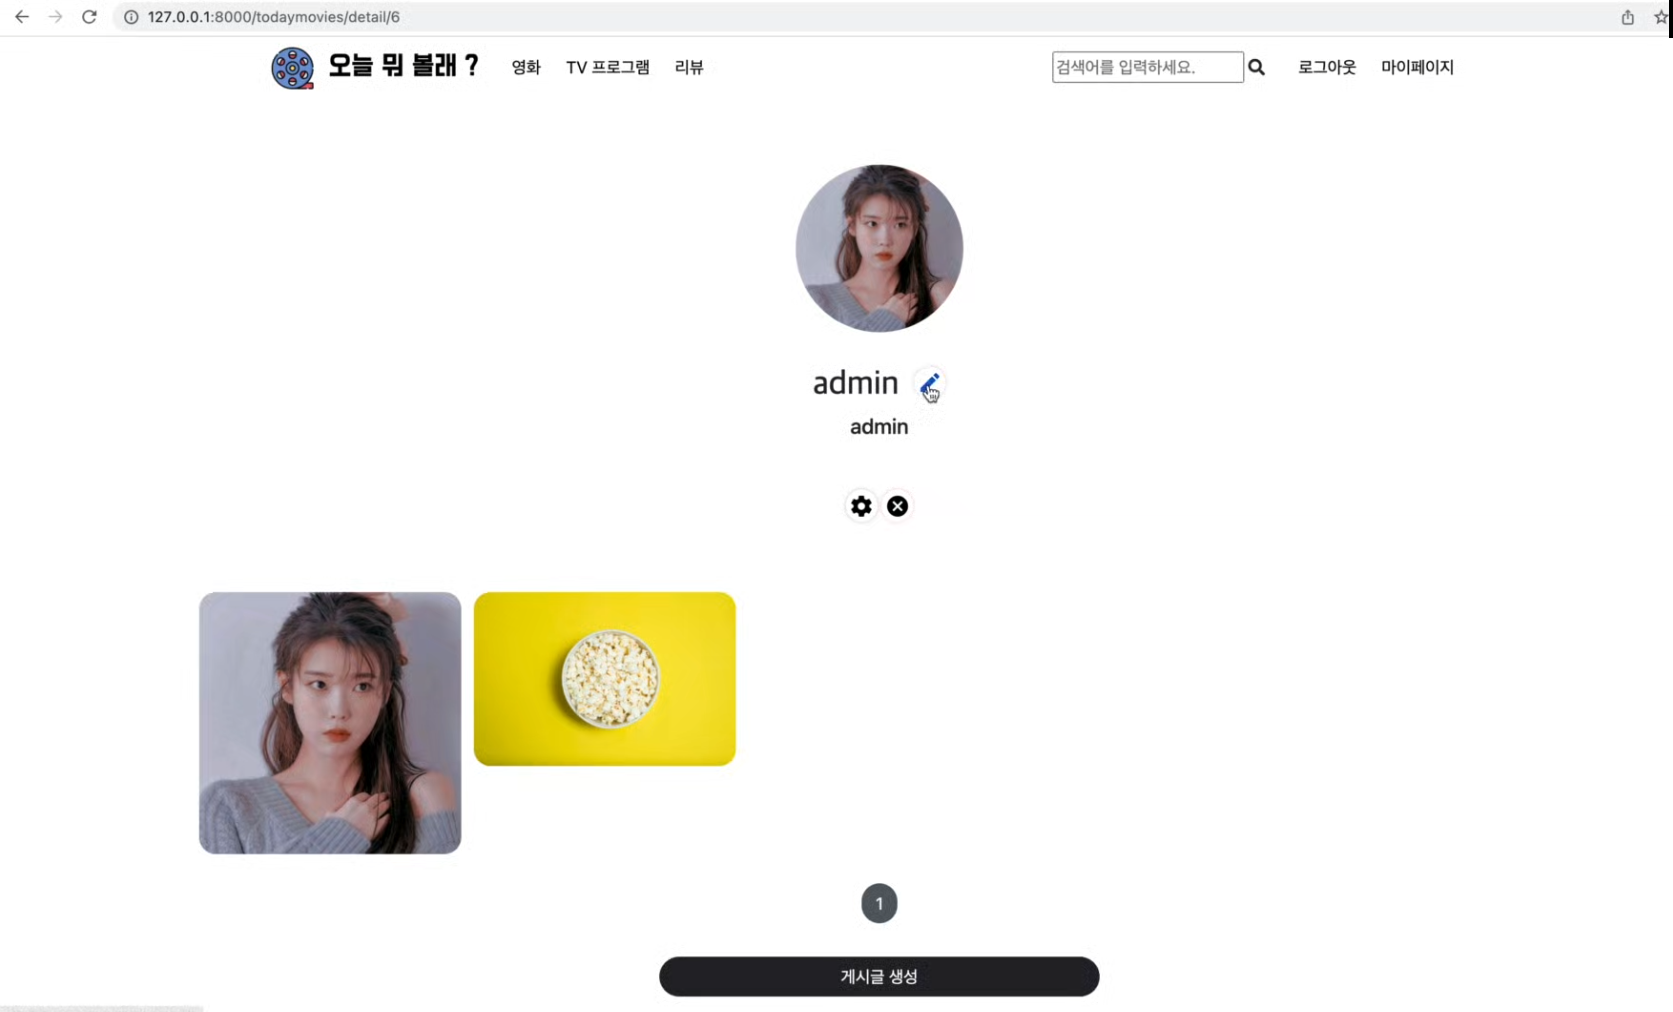 127.0.0.1:8000/todaymovies/detail/6
오늘 뭐 볼래 ? 영화 TV 프로그램 리뷰 검색어를 입력하세요. 로그아웃 마이페이지
admin
admin
1
게시글 생성